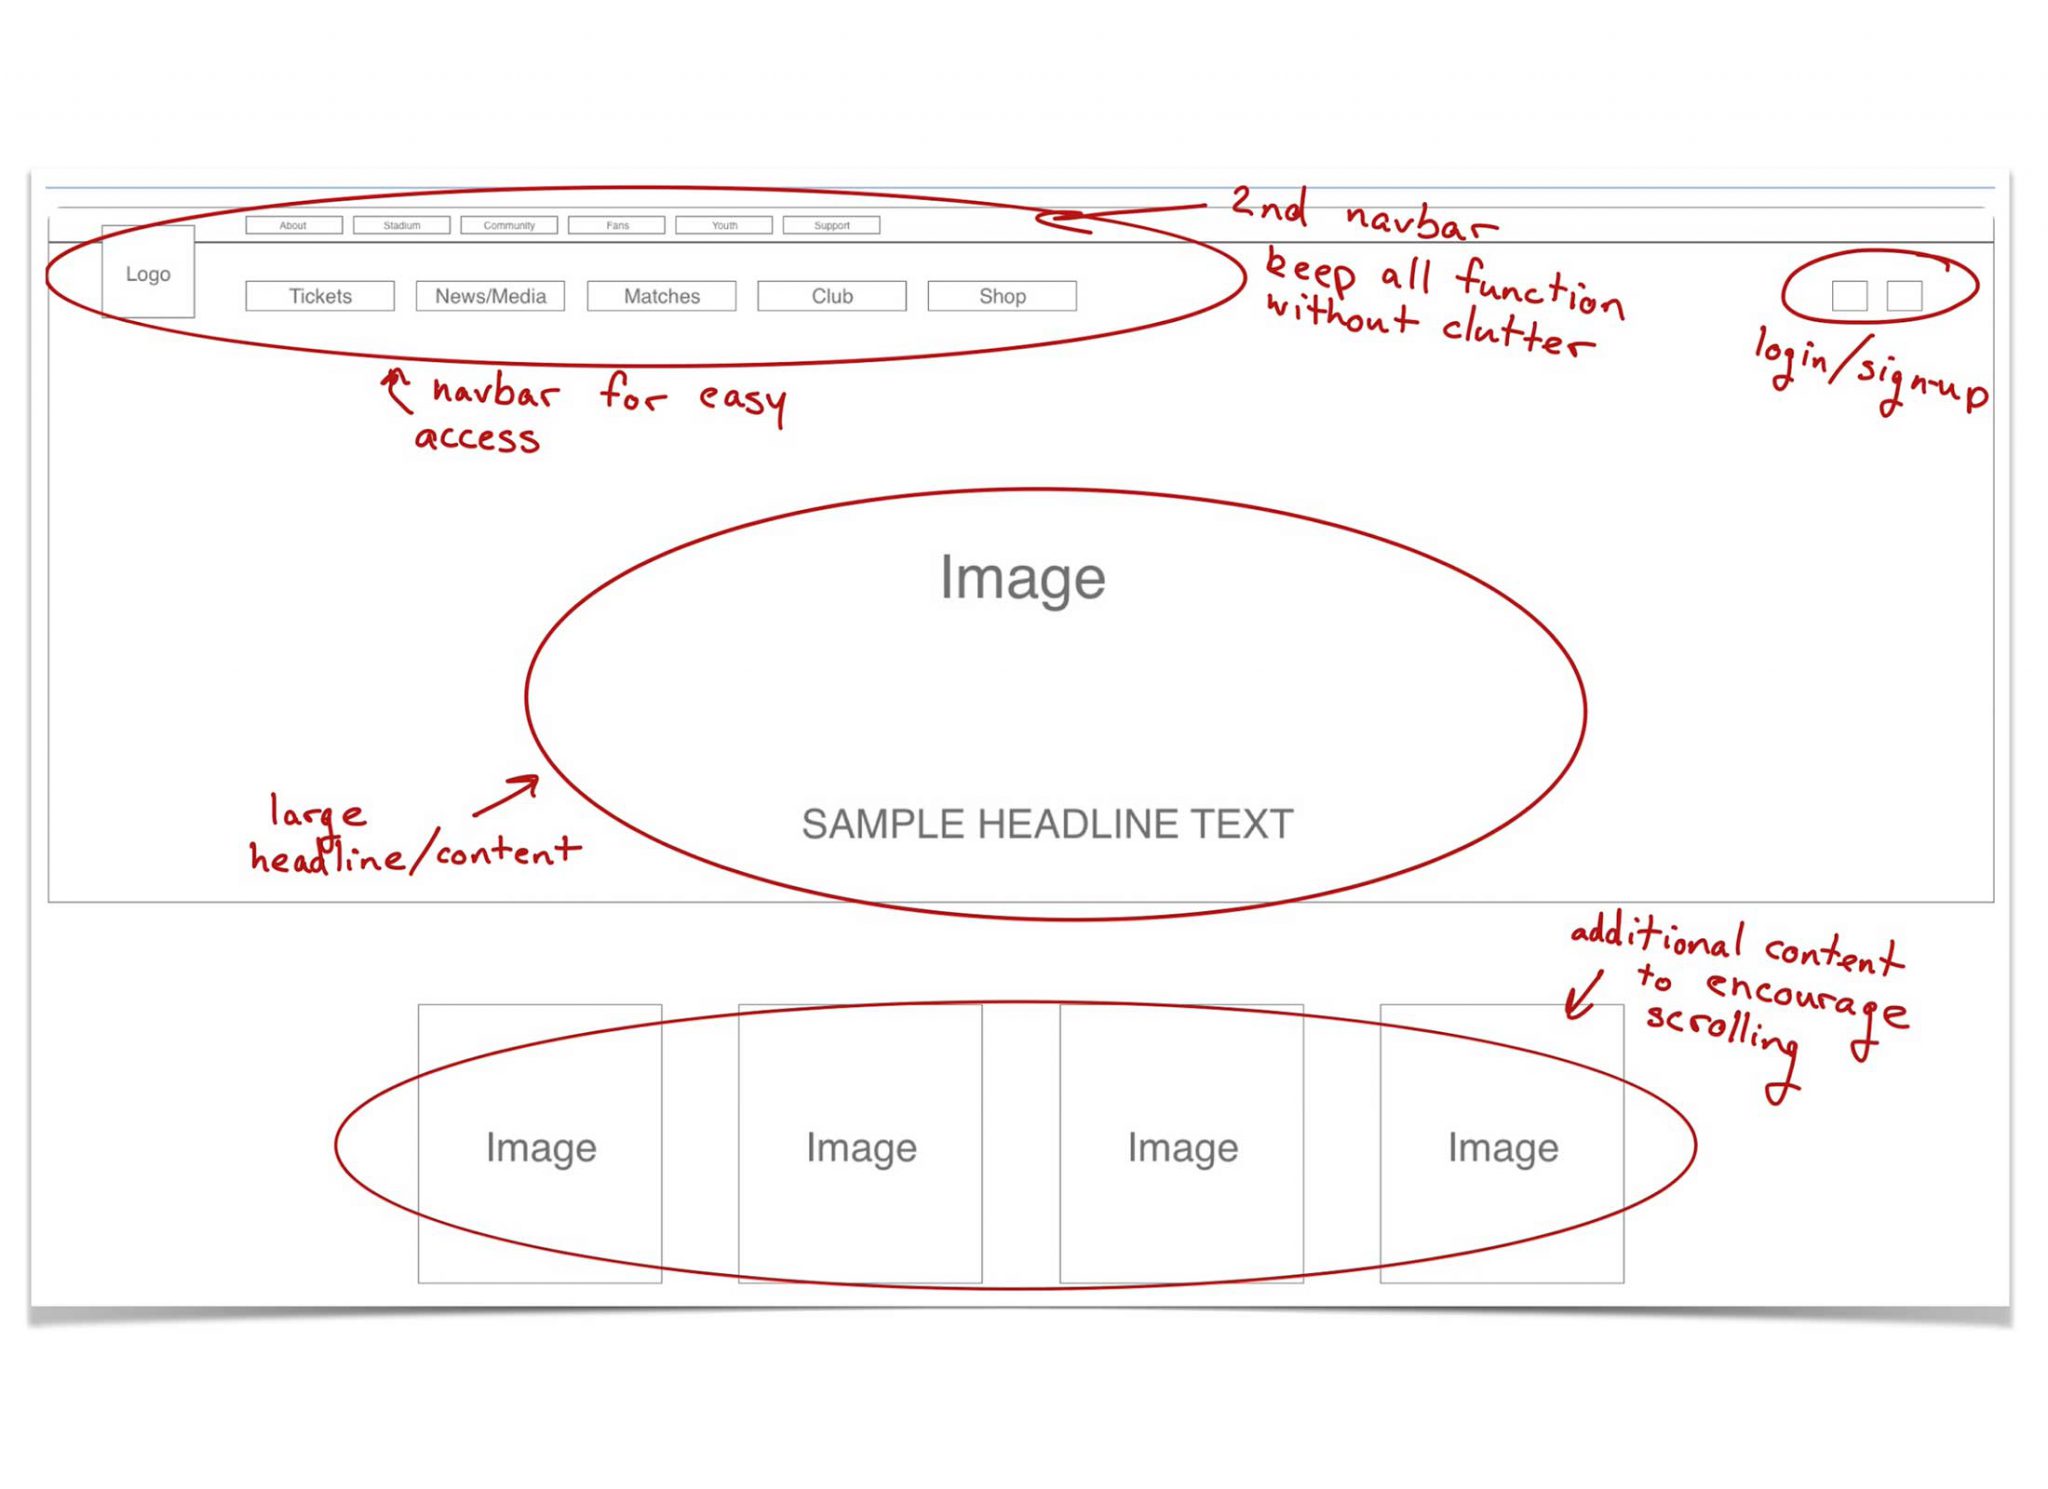 About Stadium Community Fans Youth Support
2nd navbar
keep all function
without clutter
Logo
Tickets News/Media Matches Club Shop
login/sign-up
navbar for easy
access
Image
SAMPLE HEADLINE TEXT
large
headline/content
additional content
to encourage
scrolling
Image Image Image Image